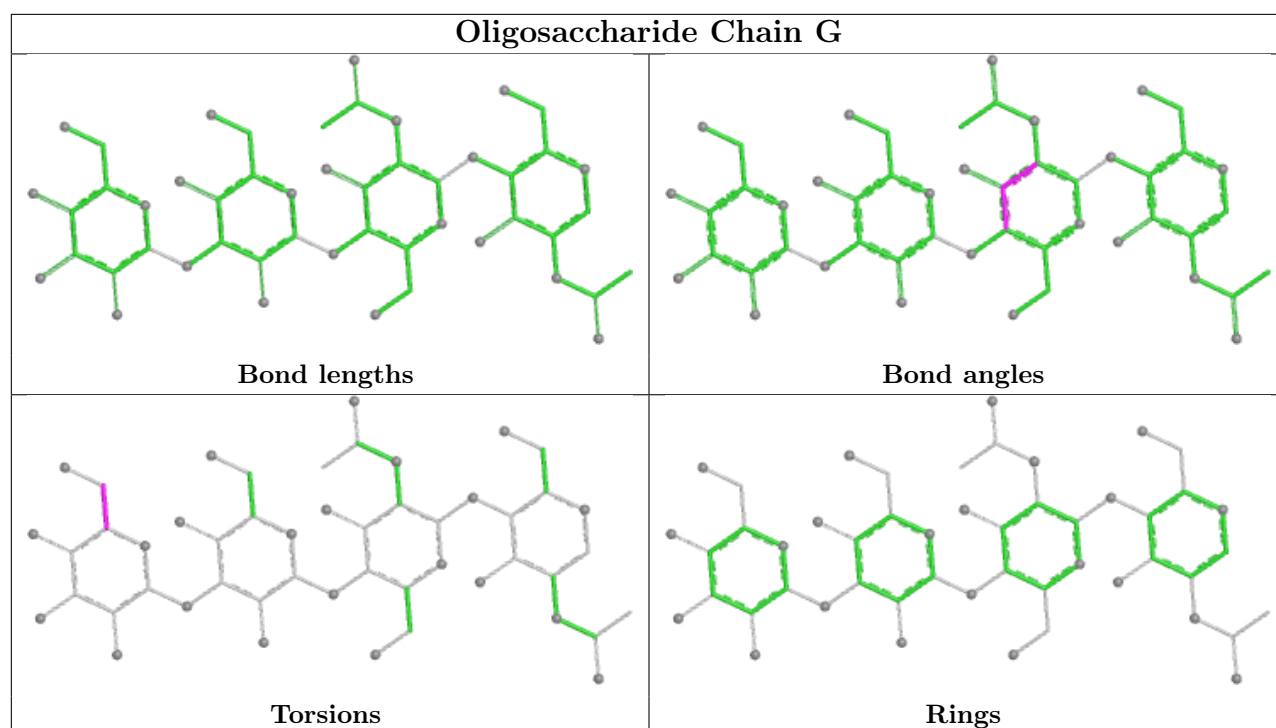 Oligosaccharide Chain G
Bond lengths
Bond angles
Torsions
Rings